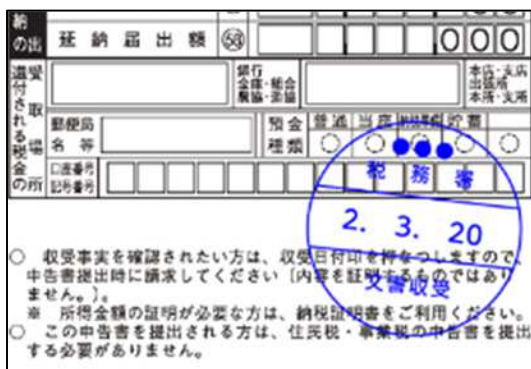 納の出 延納届出額 000
還付される税金の受取場所
銀行 金庫・組合 農協・漁協
本店・支店 出張所 本所・支所
郵便局名等
預金種類 普通 当座 納税準備 貯蓄
口座番号 記号番号
●●●
税務署
2. 3. 20
文書収受
○ 収受事実を確認されたい方は、収受日付印を押なつしますので、
申告書提出時に請求してください〔内容を証明するものではあり
ません。〕。
※ 所得金額の証明が必要な方は、納税証明書をご利用ください。
○ この申告書を提出される方は、住民税・事業税の申告書を提出
する必要がありません。